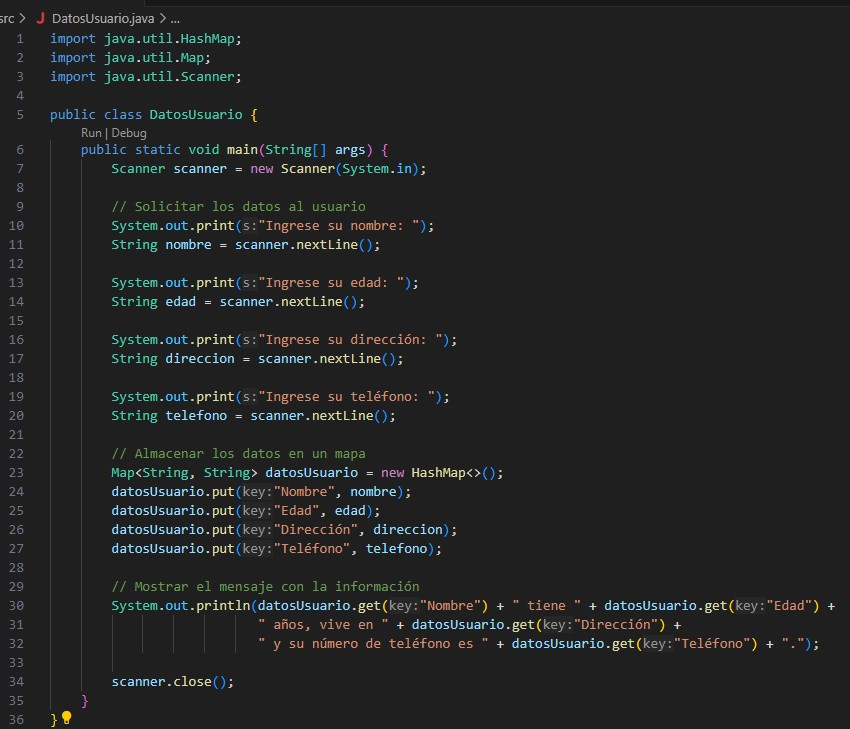 src > J DatosUsuario.java > ...
1 import java.util.HashMap;
2 import java.util.Map;
3 import java.util.Scanner;
4
5 public class DatosUsuario {
Run | Debug
6 public static void main(String[] args) {
7 Scanner scanner = new Scanner(System.in);
8
9 // Solicitar los datos al usuario
10 System.out.print(s:"Ingrese su nombre: ");
11 String nombre = scanner.nextLine();
12
13 System.out.print(s:"Ingrese su edad: ");
14 String edad = scanner.nextLine();
15
16 System.out.print(s:"Ingrese su dirección: ");
17 String direccion = scanner.nextLine();
18
19 System.out.print(s:"Ingrese su teléfono: ");
20 String telefono = scanner.nextLine();
21
22 // Almacenar los datos en un mapa
23 Map<String, String> datosUsuario = new HashMap<>();
24 datosUsuario.put(key:"Nombre", nombre);
25 datosUsuario.put(key:"Edad", edad);
26 datosUsuario.put(key:"Dirección", direccion);
27 datosUsuario.put(key:"Teléfono", telefono);
28
29 // Mostrar el mensaje con la información
30 System.out.println(datosUsuario.get(key:"Nombre") + " tiene " + datosUsuario.get(key:"Edad") +
31 " años, vive en " + datosUsuario.get(key:"Dirección") +
32 " y su número de teléfono es " + datosUsuario.get(key:"Teléfono") + ".");
33
34 scanner.close();
35 }
36 }